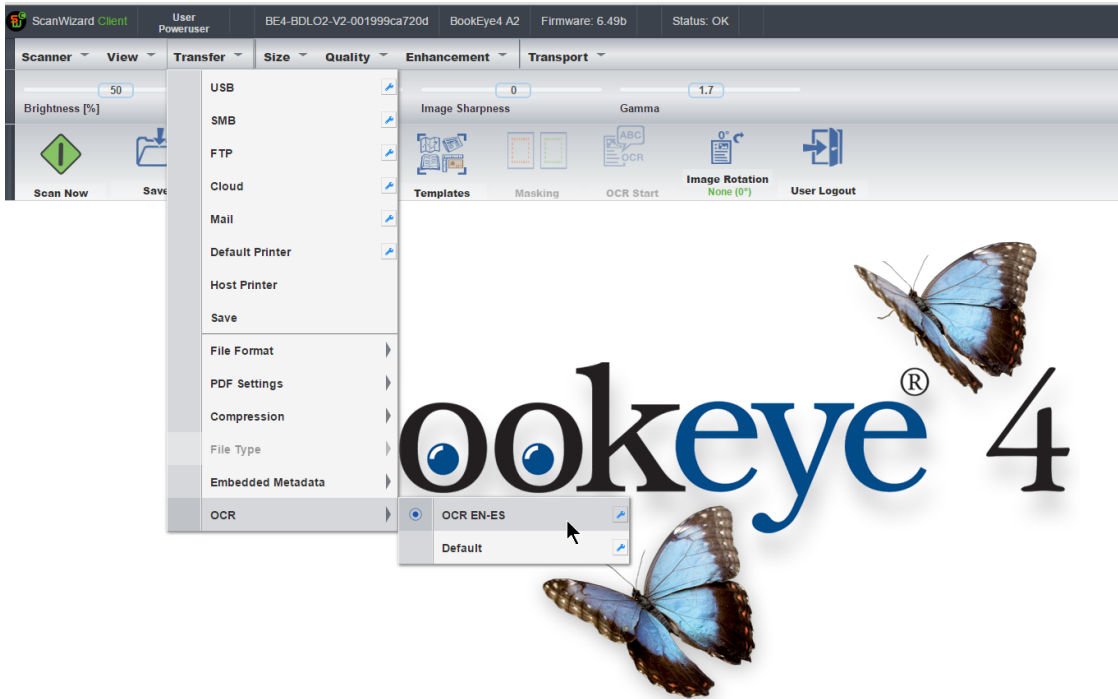 ScanWizard Client
User
Poweruser
BE4-BDLO2-V2-001999ca720d
BookEye4 A2
Firmware: 6.49b
Status: OK
Scanner
View
Transfer
Size
Quality
Enhancement
Transport
50
0
1.7
Brightness [%]
Image Sharpness
Gamma
ABC
OCR
0°
Scan Now
Save
Templates
Masking
OCR Start
Image Rotation
None (0°)
User Logout
USB
SMB
FTP
Cloud
Mail
Default Printer
Host Printer
Save
File Format
PDF Settings
Compression
File Type
Embedded Metadata
OCR
OCR EN-ES
Default
ookeye® 4